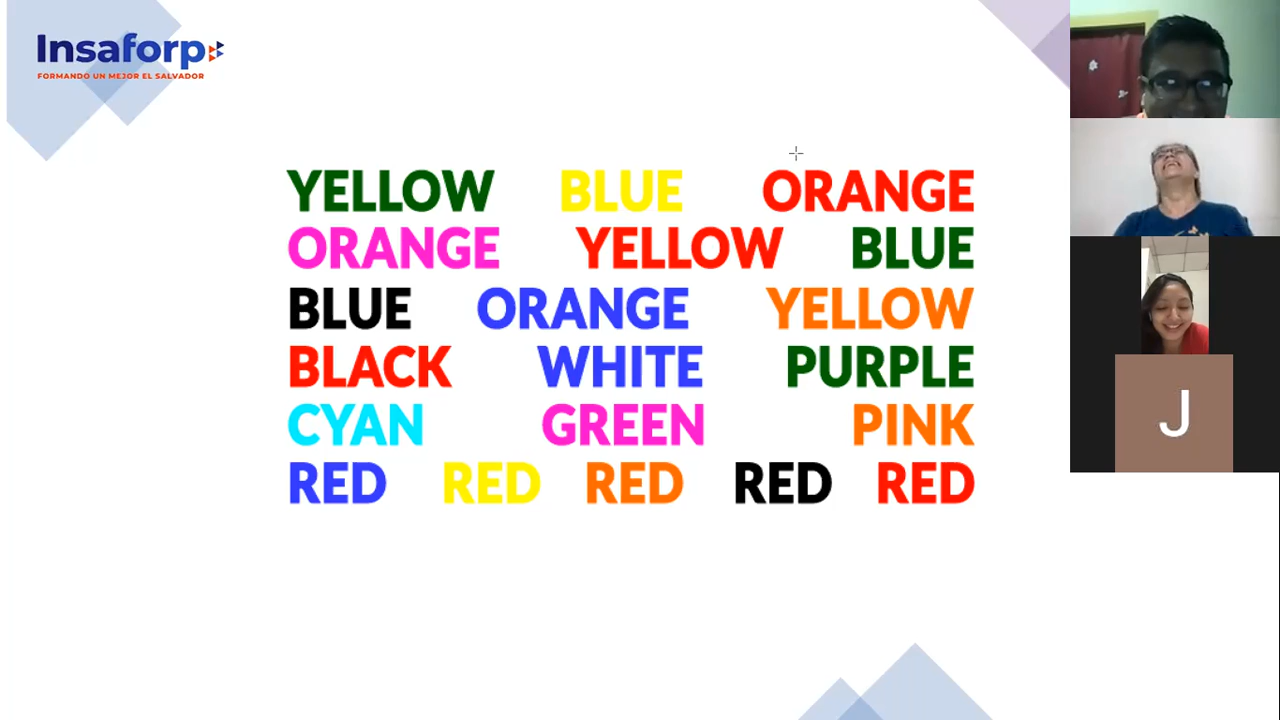 Insaforp
FORMANDO UN MEJOR EL SALVADOR
YELLOW BLUE ORANGE
ORANGE YELLOW BLUE
BLUE ORANGE YELLOW
BLACK WHITE PURPLE
CYAN GREEN PINK
RED RED RED RED RED
J